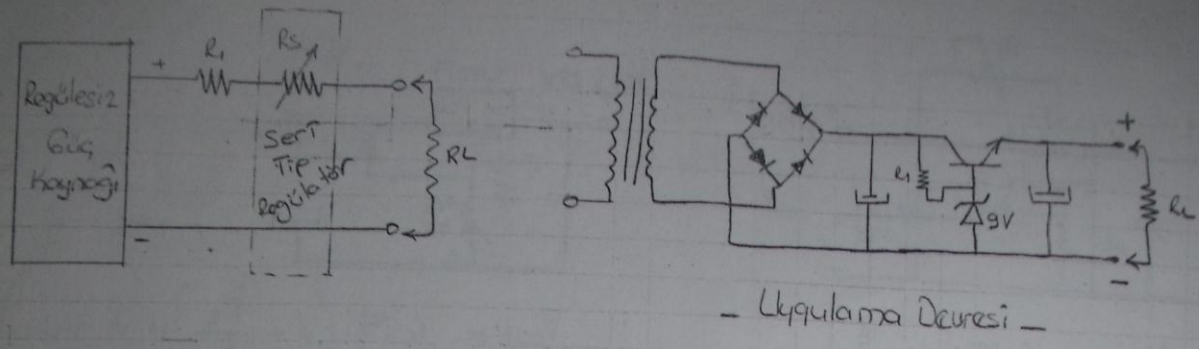 Regülesiz
Güç
Kaynağı
+
R1
RS
Seri
Tip
Regülatör
RL
-
R1
9V
+
RL
-
- Uygulama Devresi -